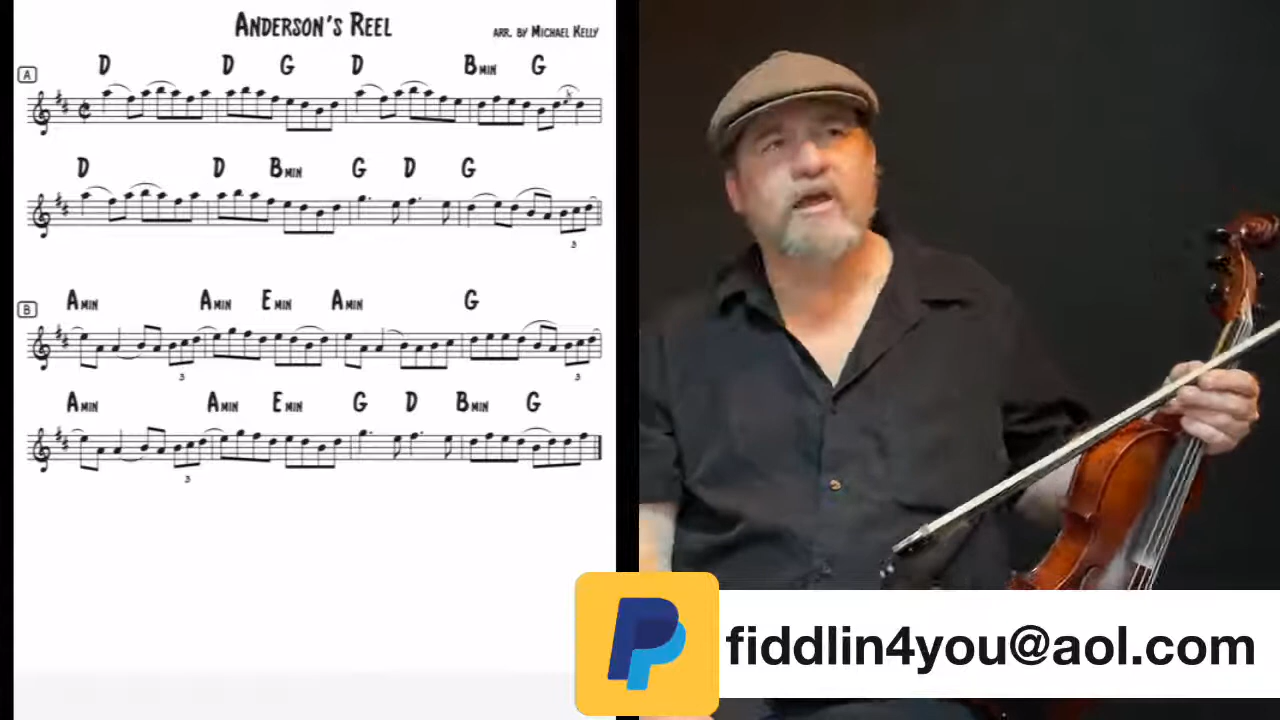 ANDERSON'S REEL
ARR. BY MICHAEL KELLY
A
D D G D BMIN G
D D BMIN G D G
3
B
AMIN AMIN EMIN AMIN G
3 3
AMIN AMIN EMIN G D BMIN G
3
fiddlin4you@aol.com